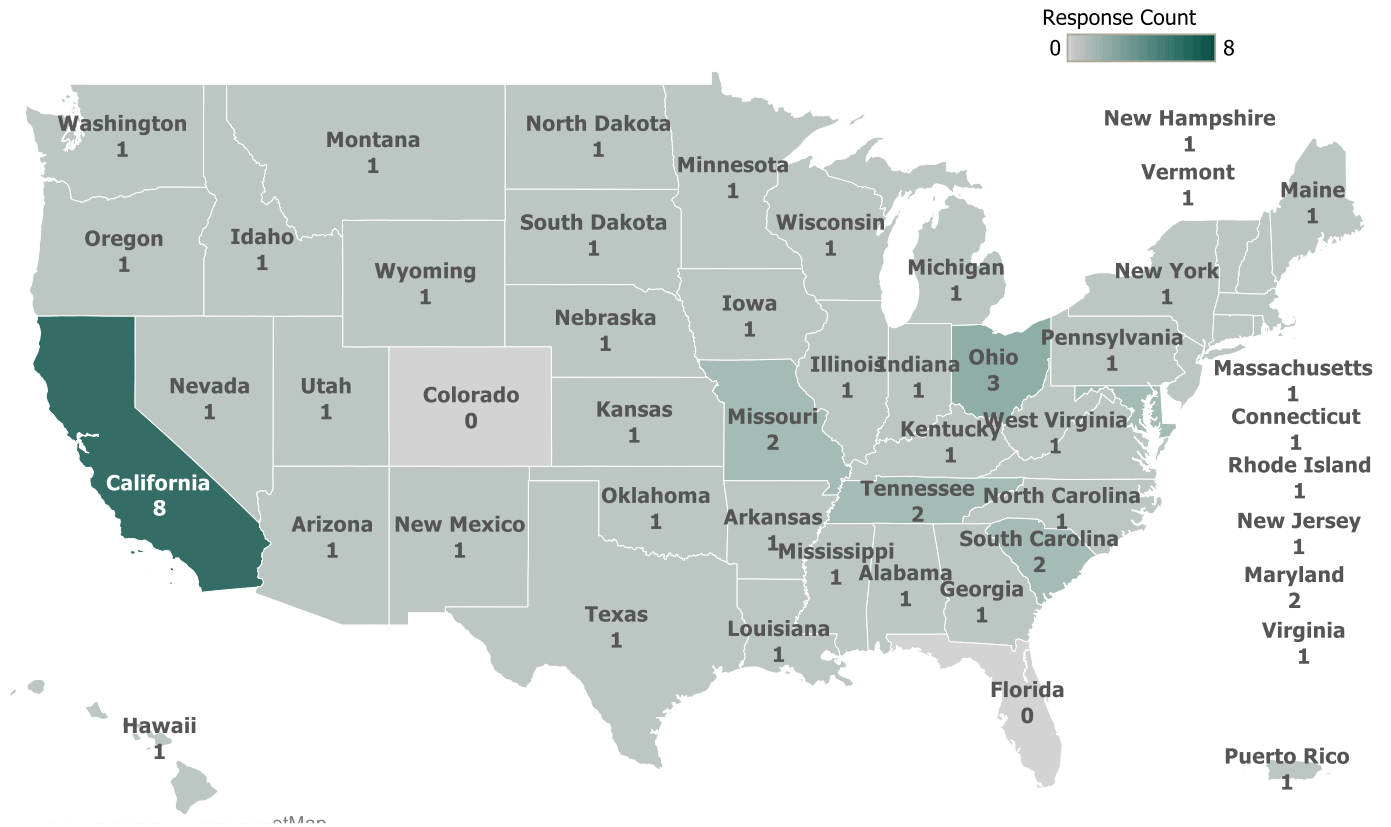 Response Count
0 8
New Hampshire
1
Vermont
1
Washington
1
Montana
1
North Dakota
1
Minnesota
1
Maine
1
Oregon
1
Idaho
1
South Dakota
1
Wisconsin
1
Wyoming
1
Michigan
1
New York
1
Iowa
1
Nebraska
1
Pennsylvania
1
Illinois
1
Indiana
1
Ohio
3
Massachusetts
1
Nevada
1
Utah
1
Colorado
0
Kansas
1
Missouri
2
Kentucky
1
West Virginia
1
Connecticut
1
Rhode Island
1
California
8
Arizona
1
New Mexico
1
Oklahoma
1
Arkansas
1
Tennessee
2
North Carolina
1
New Jersey
1
South Carolina
2
Mississippi
1
Alabama
1
Georgia
1
Maryland
2
Texas
1
Louisiana
1
Virginia
1
Florida
0
Hawaii
1
Puerto Rico
1